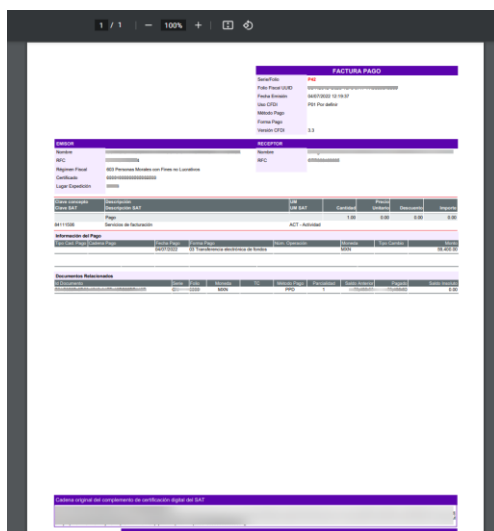 1 / 1 — 100% +
FACTURA PAGO
Serie/Folio P42
Folio Fiscal UUID
Fecha Emisión 04/07/2022 12:19:37
Uso CFDI P01 Por definir
Método Pago
Forma Pago
Versión CFDI 3.3
EMISOR RECEPTOR
Nombre Nombre
RFC RFC
Régimen Fiscal 603 Personas Morales con Fines no Lucrativos
Certificado
Lugar Expedición
Clave concepto Descripción UM Precio
Clave SAT Descripción SAT UM SAT Cantidad Unitario Descuento Importe
Pago 1.00 0.00 0.00 0.00
84111506 Servicios de facturación ACT - Actividad
Información del Pago
Tipo Cad. Pago Cadena Pago Fecha Pago Forma Pago Núm. Operación Moneda Tipo Cambio Monto
04/07/2022 03 Transferencia electrónica de fondos MXN
Documentos Relacionados
Id Documento Serie Folio Moneda TC Método Pago Parcialidad Saldo Anterior Pagado Saldo Insoluto
MXN PPD 1 0.00
Cadena original del complemento de certificación digital del SAT